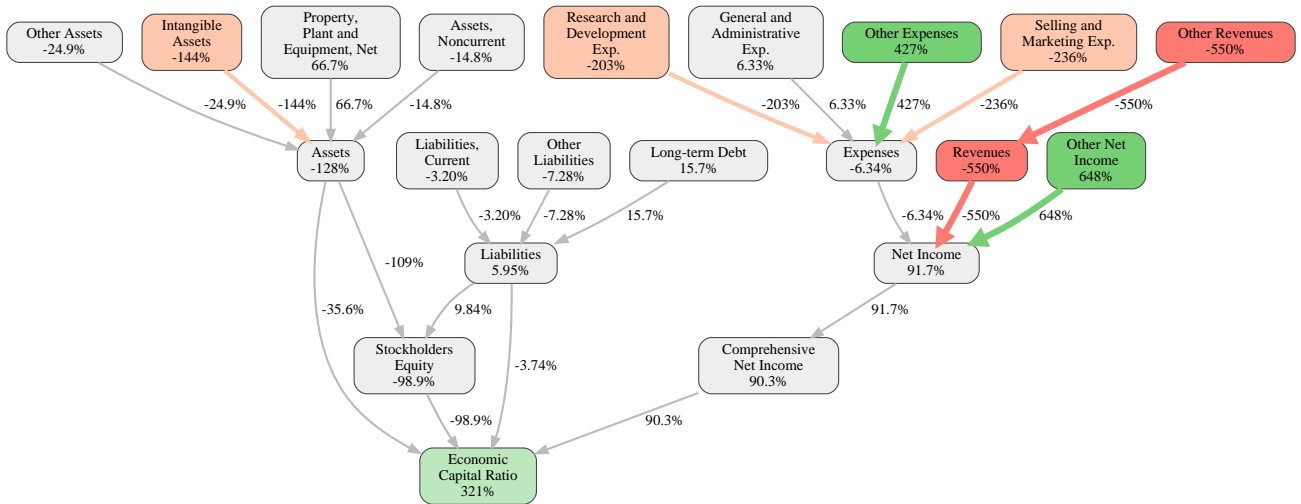 Other Assets
-24.9%
Intangible
Assets
-144%
Property,
Plant and
Equipment, Net
66.7%
Assets,
Noncurrent
-14.8%
Research and
Development
Exp.
-203%
General and
Administrative
Exp.
6.33%
Other Expenses
427%
Selling and
Marketing Exp.
-236%
Other Revenues
-550%
-24.9%
-144%
66.7%
-14.8%
-203%
6.33%
427%
-236%
-550%
Assets
-128%
Liabilities,
Current
-3.20%
Other
Liabilities
-7.28%
Long-term Debt
15.7%
Expenses
-6.34%
Revenues
-550%
Other Net
Income
648%
-3.20%
-7.28%
15.7%
-6.34%
-550%
648%
-109%
Liabilities
5.95%
Net Income
91.7%
-35.6%
9.84%
91.7%
Stockholders
Equity
-98.9%
-3.74%
Comprehensive
Net Income
90.3%
-98.9%
90.3%
Economic
Capital Ratio
321%